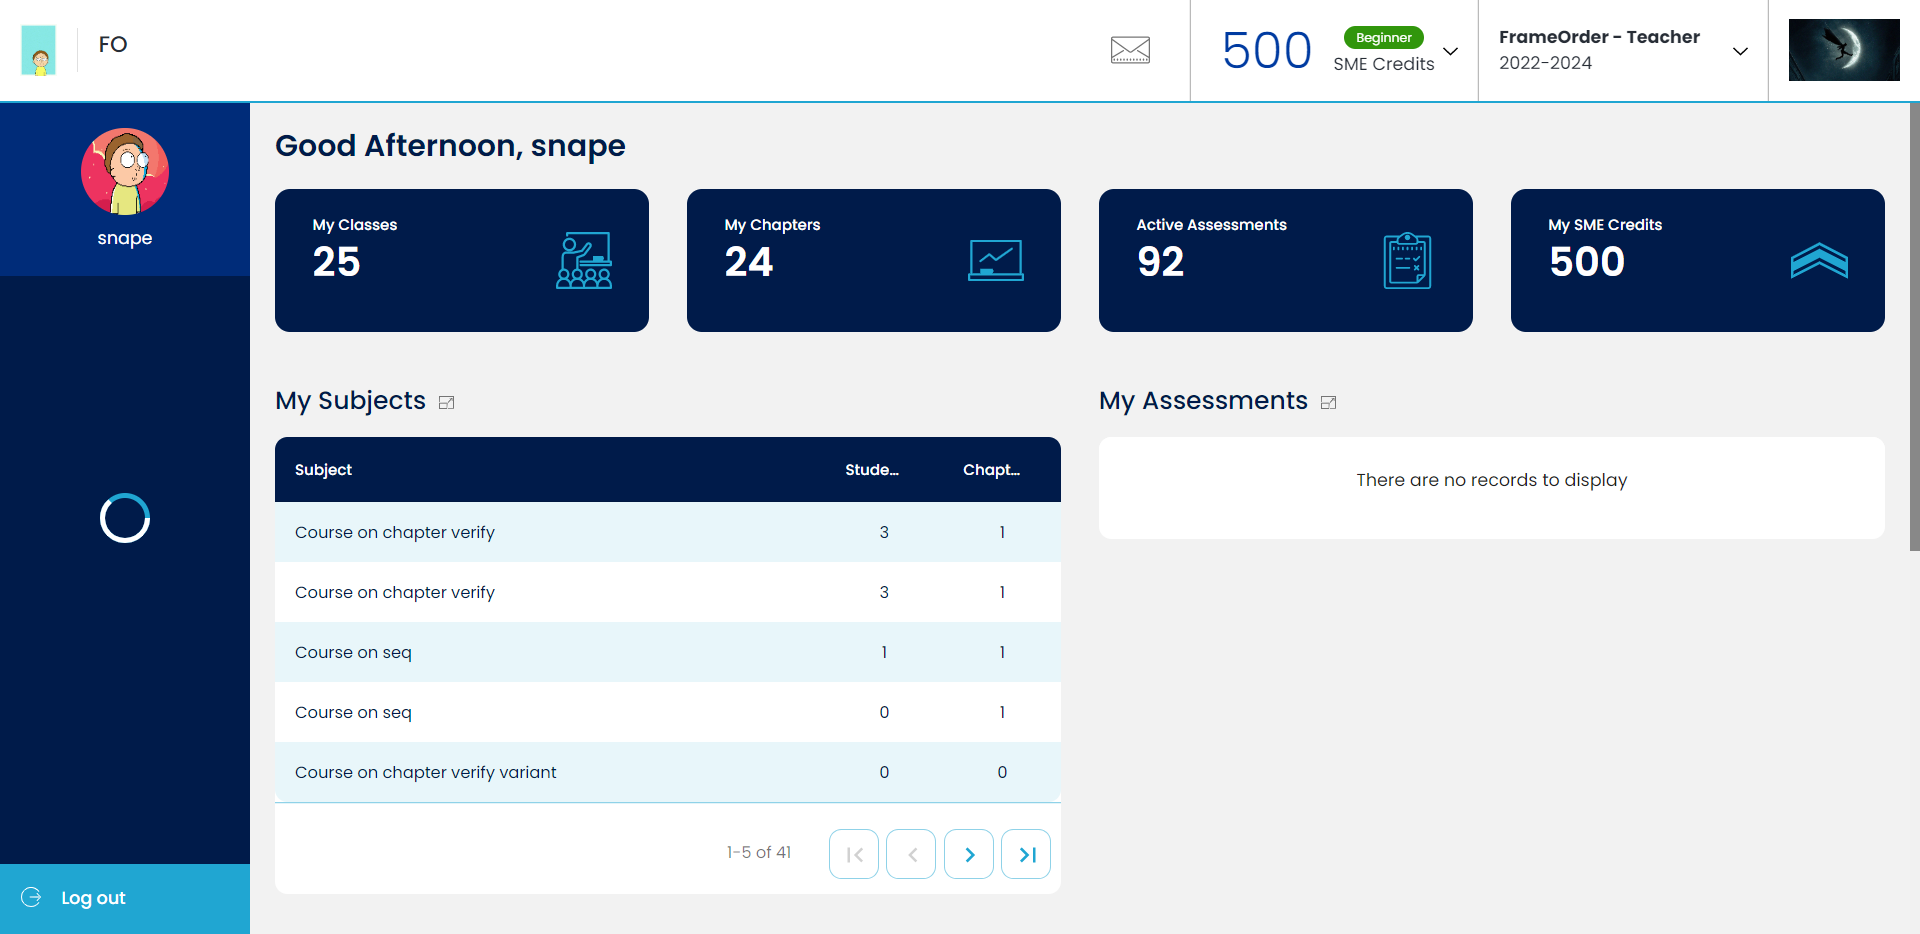 FO
500
Beginner
SME Credits
FrameOrder - Teacher
2022-2024
snape
Log out
Good Afternoon, snape
My Classes
25
My Chapters
24
Active Assessments
92
My SME Credits
500
My Subjects
My Assessments
Subject Stude... Chapt...
Course on chapter verify 3 1
Course on chapter verify 3 1
Course on seq 1 1
Course on seq 0 1
Course on chapter verify variant 0 0
1-5 of 41
There are no records to display